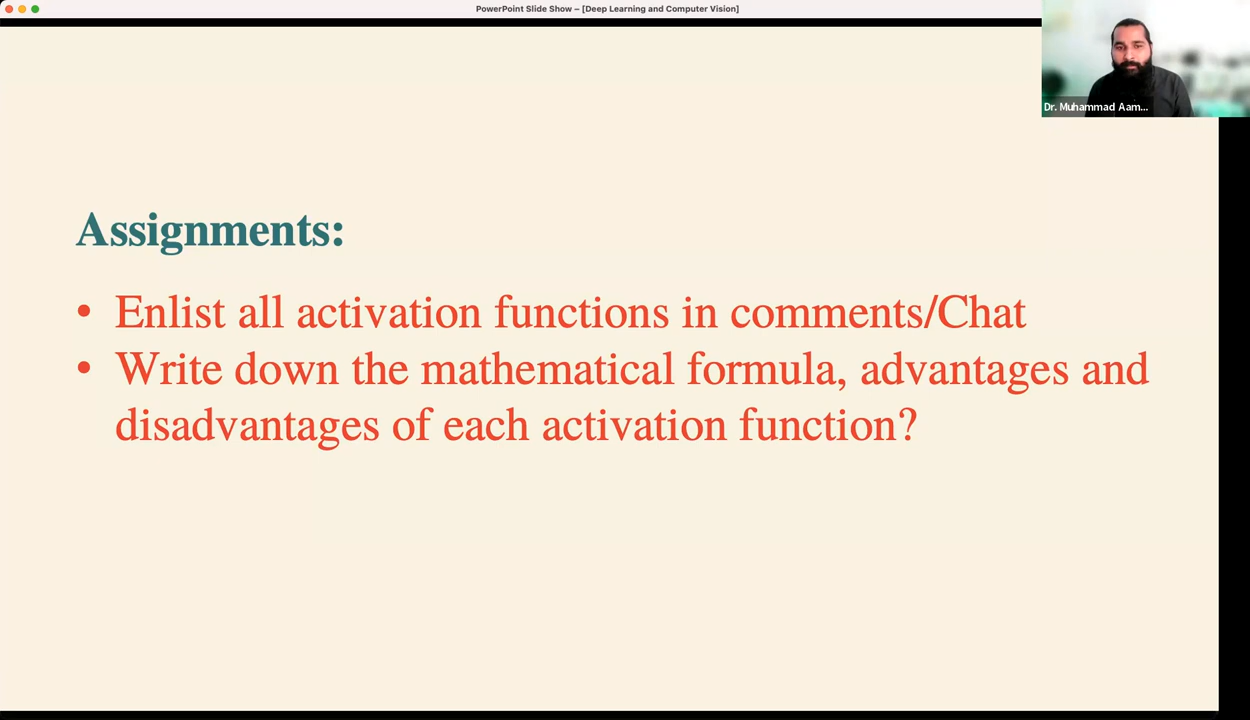 PowerPoint Slide Show – [Deep Learning and Computer Vision]
Dr. Muhammad Aam...
Assignments:
• Enlist all activation functions in comments/Chat
• Write down the mathematical formula, advantages and
disadvantages of each activation function?